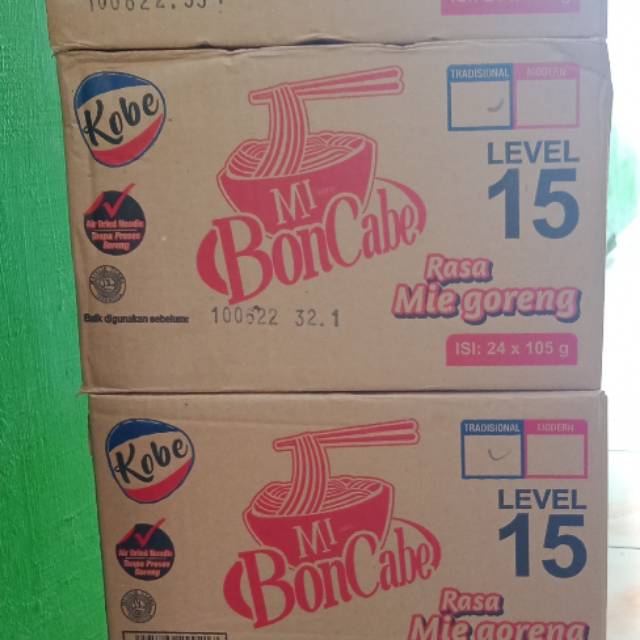 Kobe
TRADISIONAL MODERN
LEVEL
15
MI
BonCabe
Air Dried Noodle
Tanpa Proses
Goreng
Rasa
Mie goreng
Baik digunakan sebelum:
100622 32.1
ISI: 24 x 105 g
Kobe
TRADISIONAL MODERN
LEVEL
15
MI
BonCabe
Air Dried Noodle
Tanpa Proses
Goreng
Rasa
Mie goreng